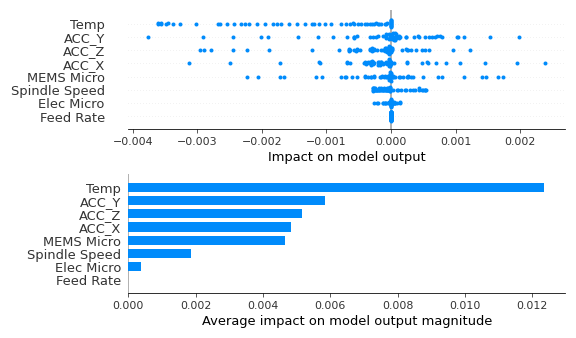 Temp
ACC_Y
ACC_Z
ACC_X
MEMS Micro
Spindle Speed
Elec Micro
Feed Rate
−0.004 −0.003 −0.002 −0.001 0.000 0.001 0.002
Impact on model output
Temp
ACC_Y
ACC_Z
ACC_X
MEMS Micro
Spindle Speed
Elec Micro
Feed Rate
0.000 0.002 0.004 0.006 0.008 0.010 0.012
Average impact on model output magnitude